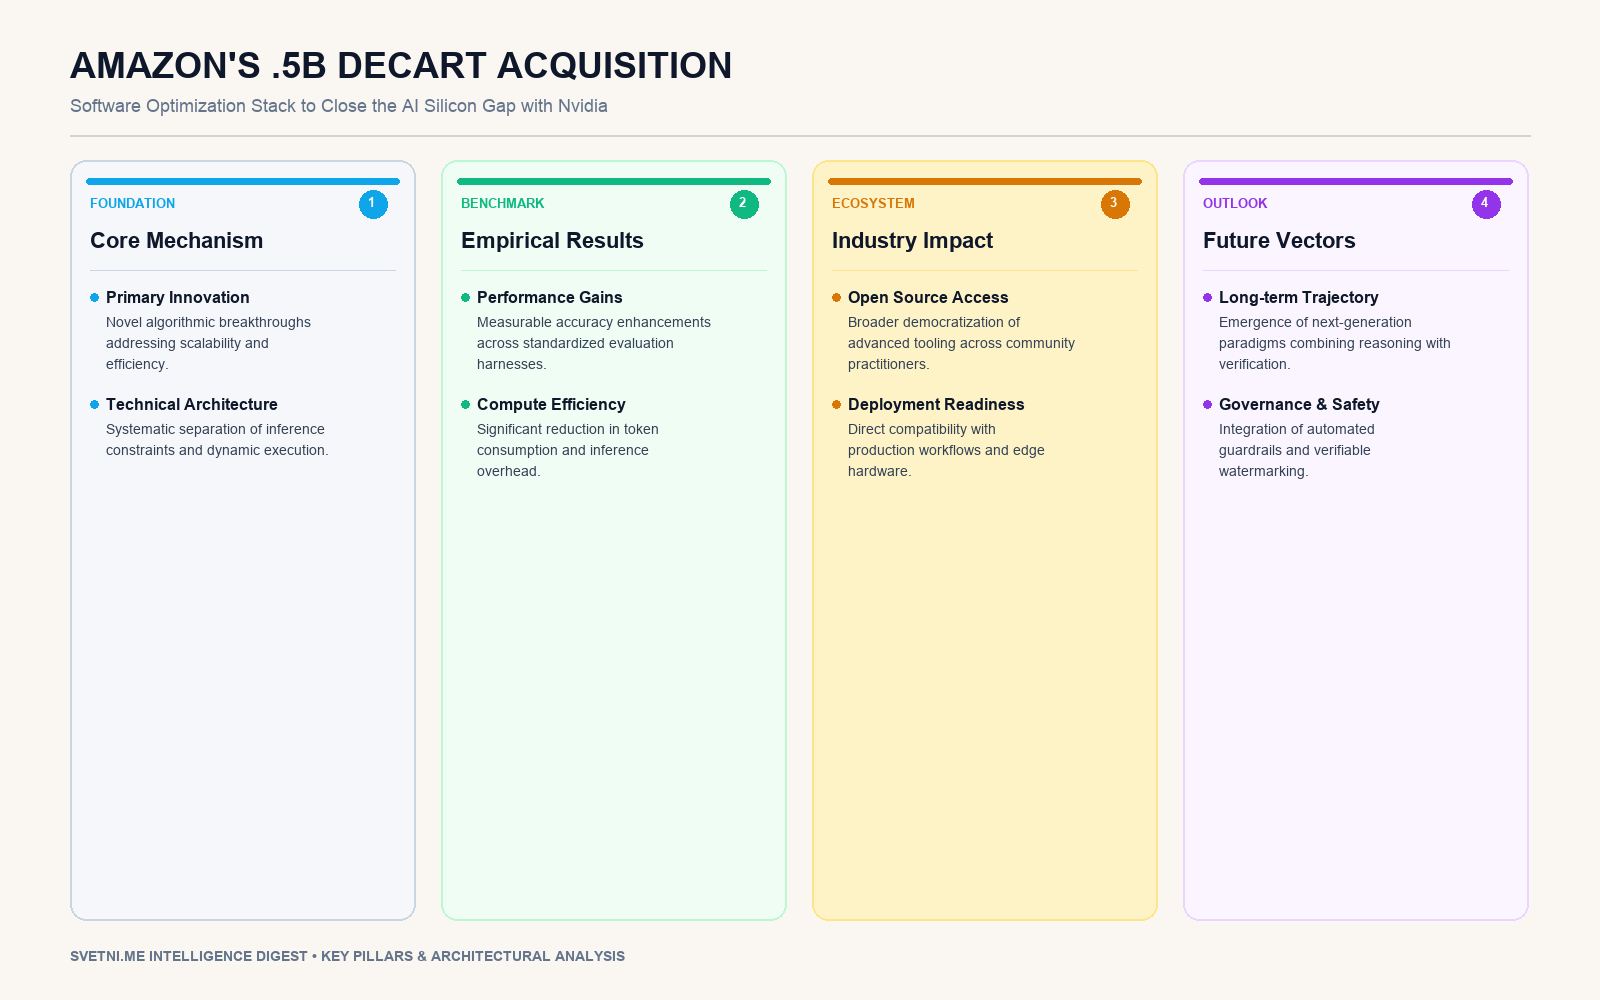 AMAZON'S .5B DECART ACQUISITION
Software Optimization Stack to Close the AI Silicon Gap with Nvidia
FOUNDATION
1
Core Mechanism
Primary Innovation
Novel algorithmic breakthroughs
addressing scalability and
efficiency.
Technical Architecture
Systematic separation of inference
constraints and dynamic execution.
BENCHMARK
2
Empirical Results
Performance Gains
Measurable accuracy enhancements
across standardized evaluation
harnesses.
Compute Efficiency
Significant reduction in token
consumption and inference
overhead.
ECOSYSTEM
3
Industry Impact
Open Source Access
Broader democratization of
advanced tooling across community
practitioners.
Deployment Readiness
Direct compatibility with
production workflows and edge
hardware.
OUTLOOK
4
Future Vectors
Long-term Trajectory
Emergence of next-generation
paradigms combining reasoning with
verification.
Governance & Safety
Integration of automated
guardrails and verifiable
watermarking.
SVETNI.ME INTELLIGENCE DIGEST • KEY PILLARS & ARCHITECTURAL ANALYSIS